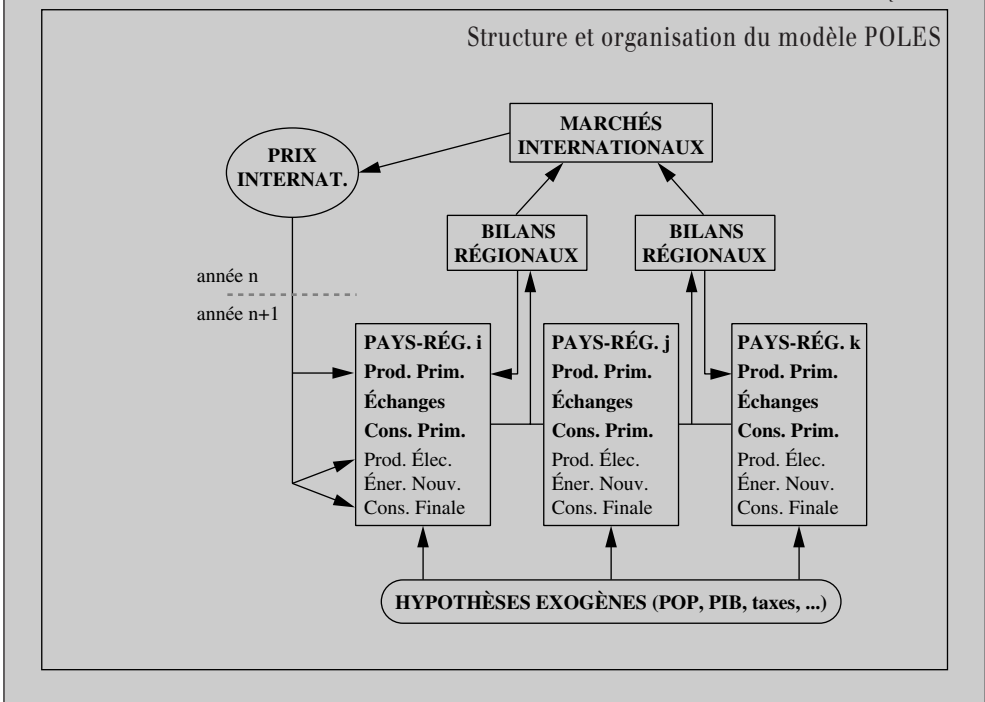 Structure et organisation du modèle POLES
MARCHÉS
INTERNATIONAUX
PRIX
INTERNAT.
BILANS
RÉGIONAUX
BILANS
RÉGIONAUX
année n
année n+1
PAYS-RÉG. i
Prod. Prim.
Échanges
Cons. Prim.
Prod. Élec.
Éner. Nouv.
Cons. Finale
PAYS-RÉG. j
Prod. Prim.
Échanges
Cons. Prim.
Prod. Élec.
Éner. Nouv.
Cons. Finale
PAYS-RÉG. k
Prod. Prim.
Échanges
Cons. Prim.
Prod. Élec.
Éner. Nouv.
Cons. Finale
HYPOTHÈSES EXOGÈNES (POP, PIB, taxes, ...)